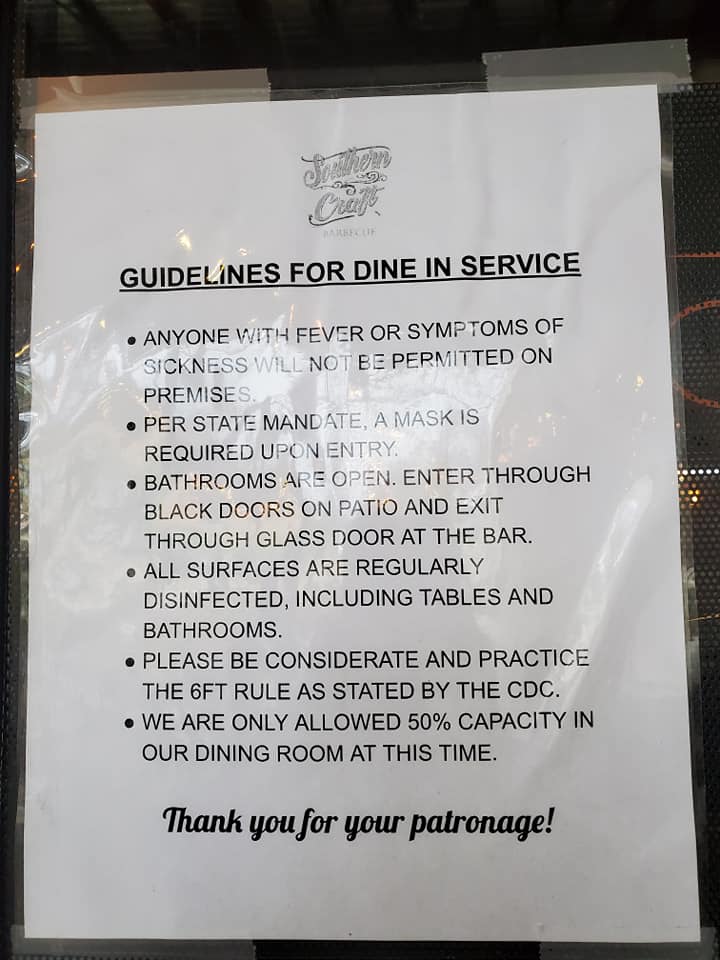 Southern
Craft
BARBECUE
GUIDELINES FOR DINE IN SERVICE
• ANYONE WITH FEVER OR SYMPTOMS OF
SICKNESS WILL NOT BE PERMITTED ON
PREMISES.
• PER STATE MANDATE, A MASK IS
REQUIRED UPON ENTRY.
• BATHROOMS ARE OPEN. ENTER THROUGH
BLACK DOORS ON PATIO AND EXIT
THROUGH GLASS DOOR AT THE BAR.
• ALL SURFACES ARE REGULARLY
DISINFECTED, INCLUDING TABLES AND
BATHROOMS.
• PLEASE BE CONSIDERATE AND PRACTICE
THE 6FT RULE AS STATED BY THE CDC.
• WE ARE ONLY ALLOWED 50% CAPACITY IN
OUR DINING ROOM AT THIS TIME.
Thank you for your patronage!